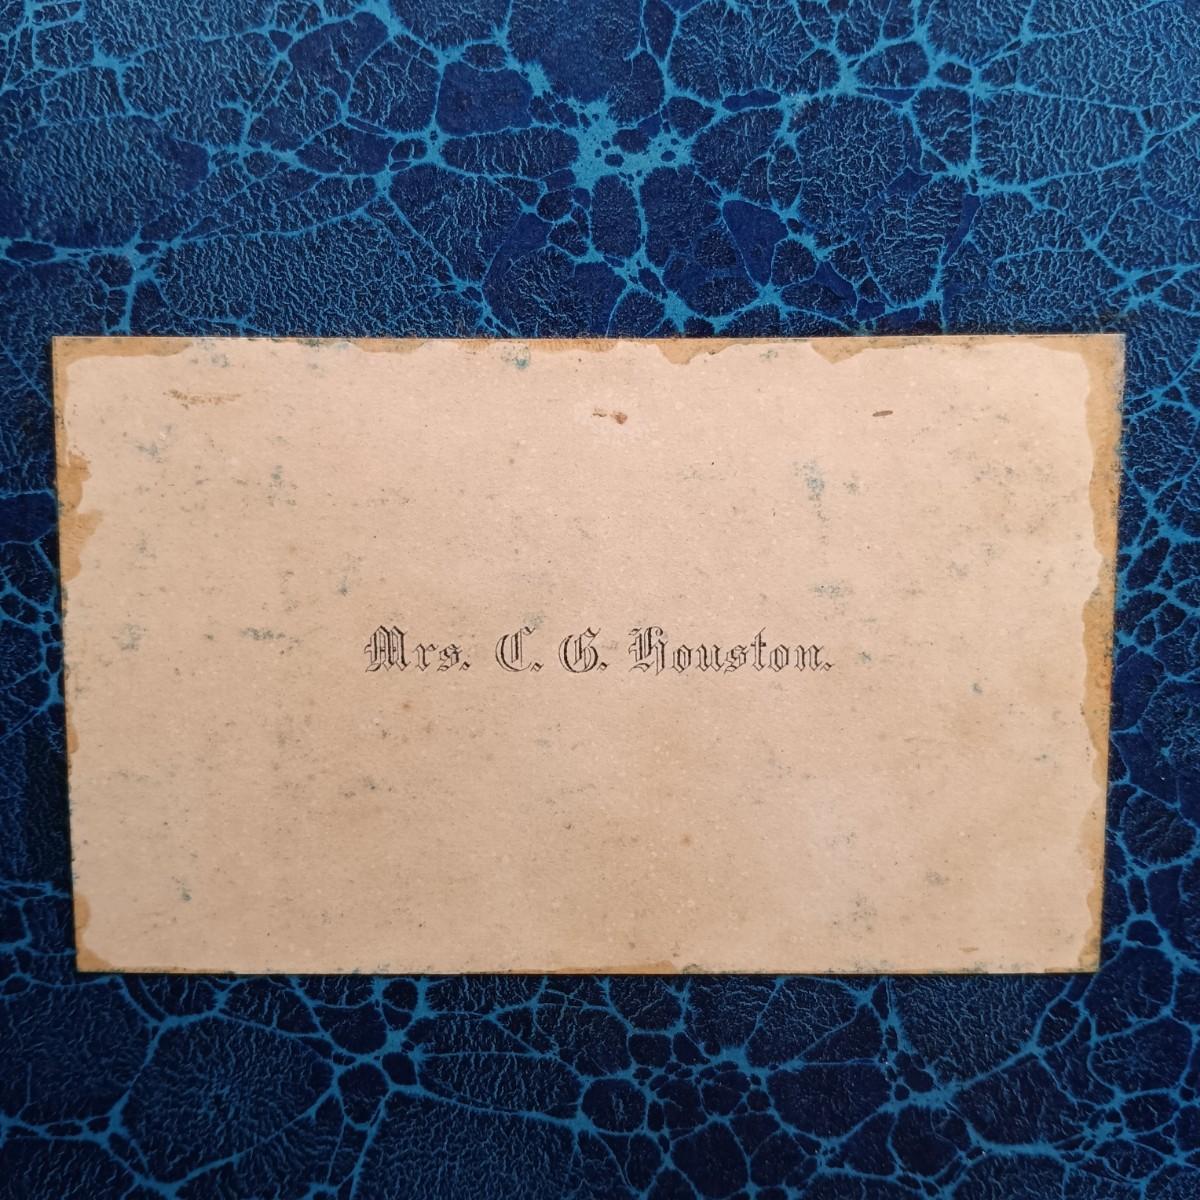 Mrs. C. G. Houston.